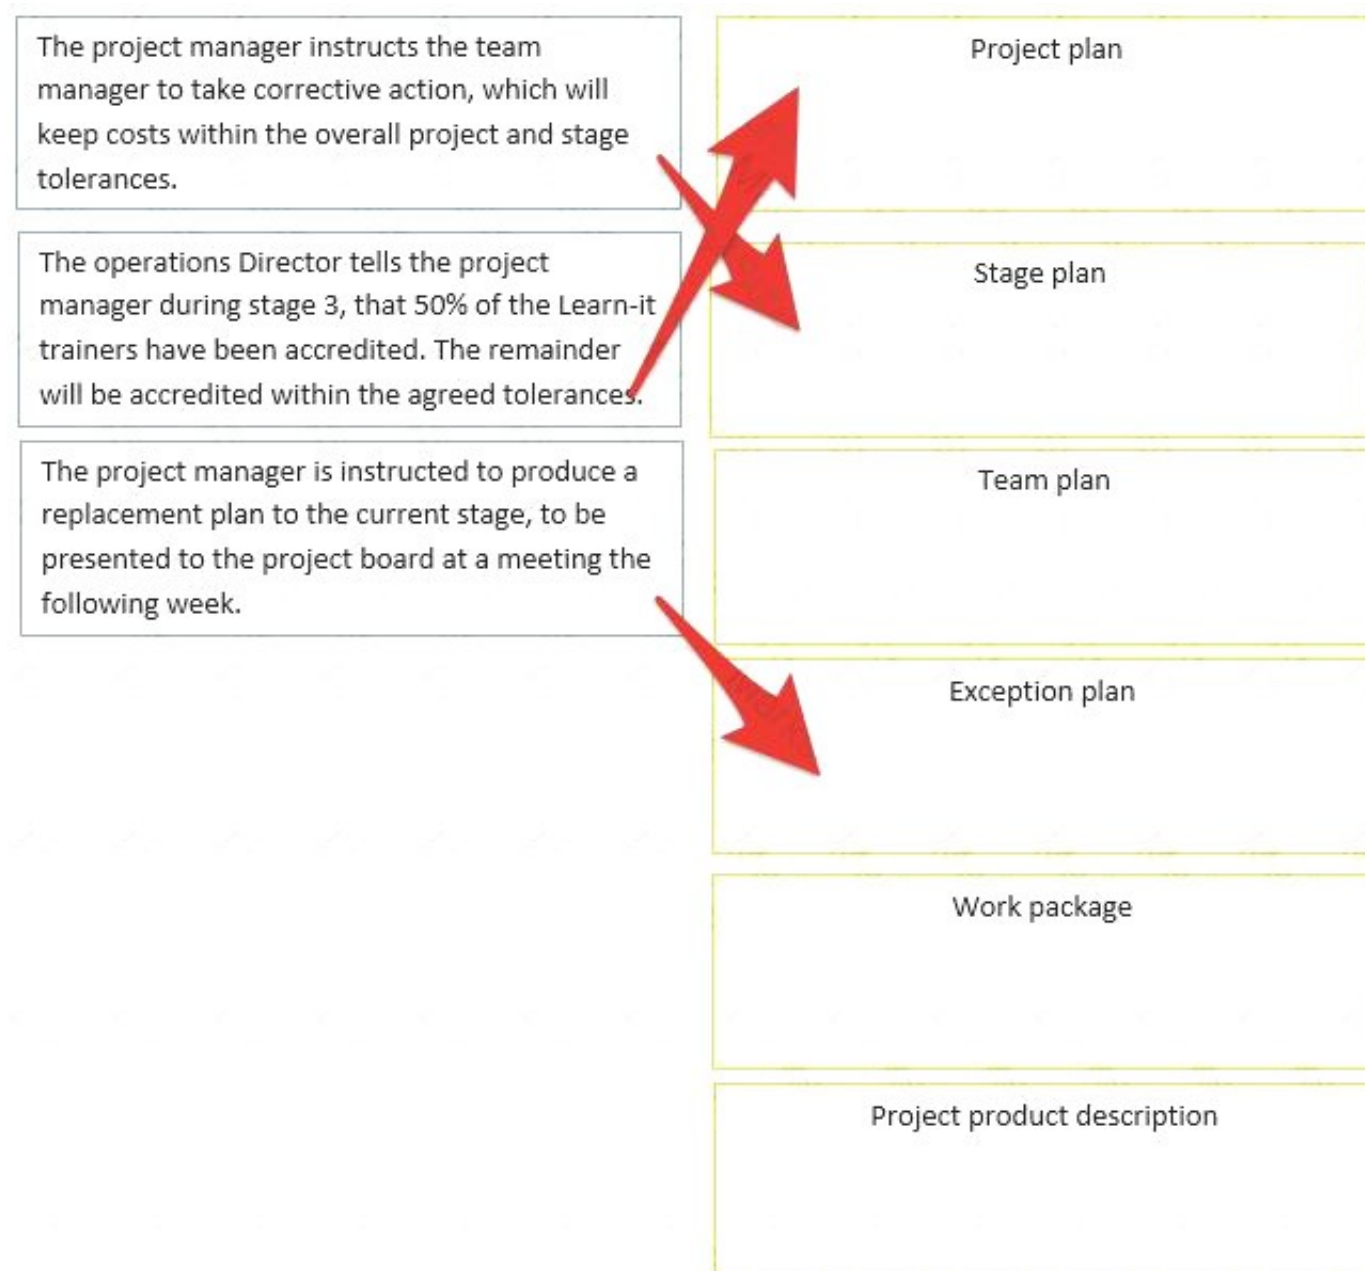 The project manager instructs the team
manager to take corrective action, which will
keep costs within the overall project and stage
tolerances.
The operations Director tells the project
manager during stage 3, that 50% of the Learn-it
trainers have been accredited. The remainder
will be accredited within the agreed tolerances.
The project manager is instructed to produce a
replacement plan to the current stage, to be
presented to the project board at a meeting the
following week.
Project plan
Stage plan
Team plan
Exception plan
Work package
Project product description